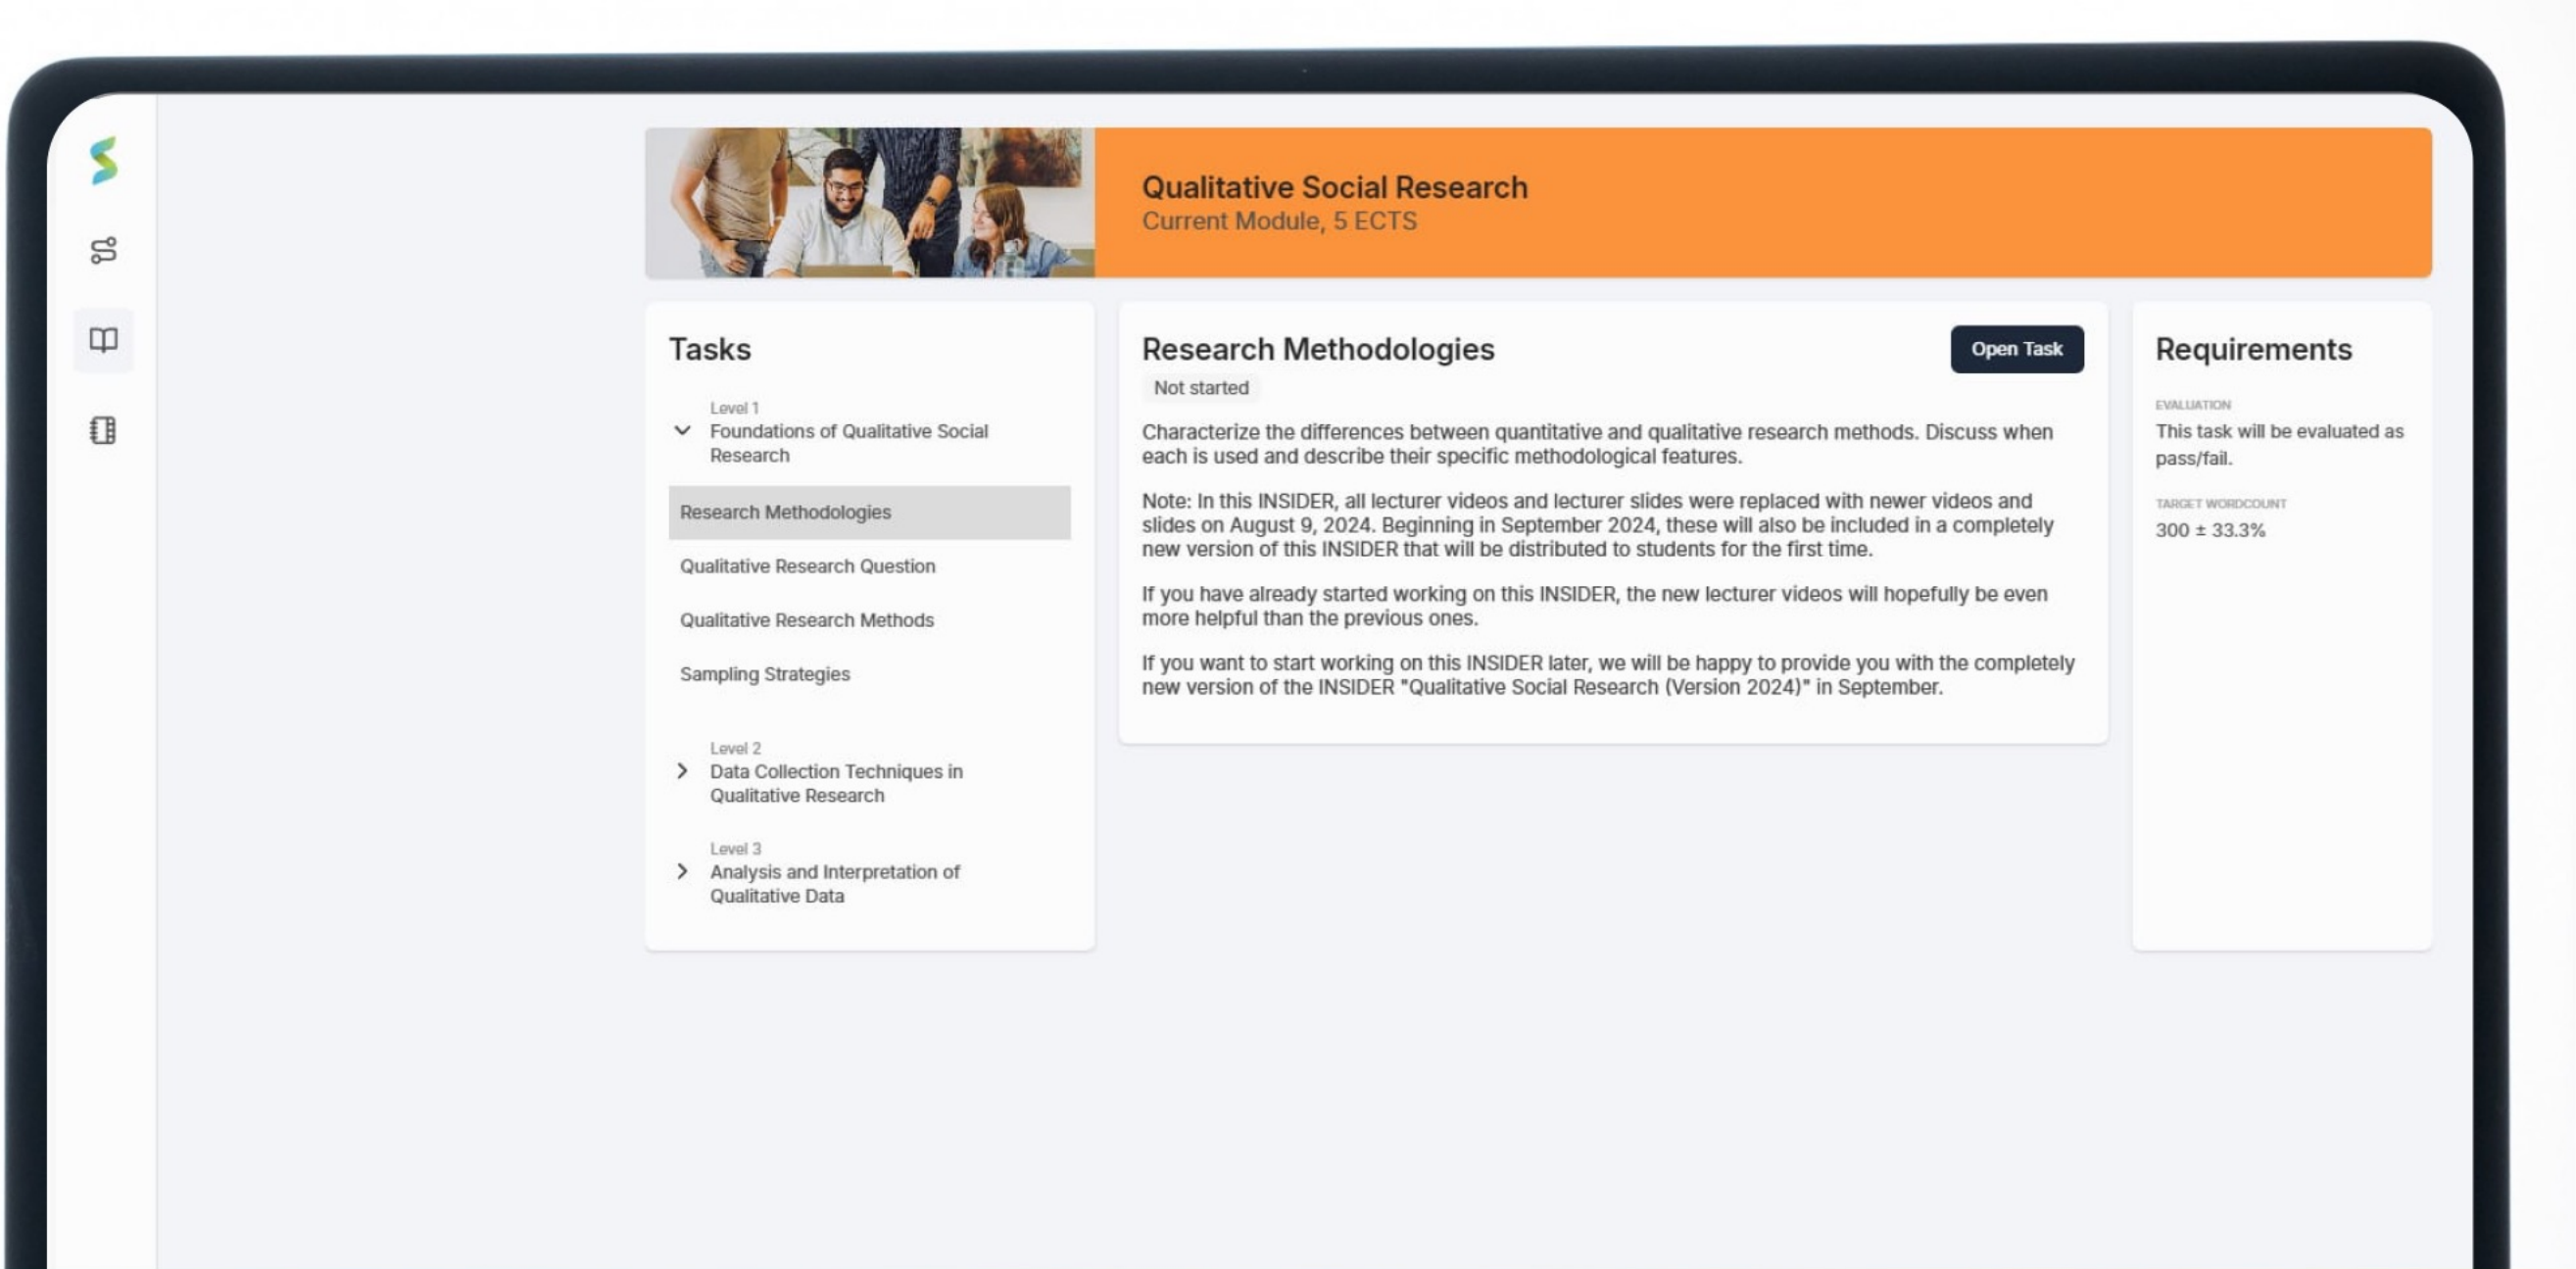 Qualitative Social Research
Current Module, 5 ECTS
Tasks
Level 1
Foundations of Qualitative Social
Research
Research Methodologies
Qualitative Research Question
Qualitative Research Methods
Sampling Strategies
Level 2
Data Collection Techniques in
Qualitative Research
Level 3
Analysis and Interpretation of
Qualitative Data
Research Methodologies
Open Task
Not started
Characterize the differences between quantitative and qualitative research methods. Discuss when
each is used and describe their specific methodological features.
Note: In this INSIDER, all lecturer videos and lecturer slides were replaced with newer videos and
slides on August 9, 2024. Beginning in September 2024, these will also be included in a completely
new version of this INSIDER that will be distributed to students for the first time.
If you have already started working on this INSIDER, the new lecturer videos will hopefully be even
more helpful than the previous ones.
If you want to start working on this INSIDER later, we will be happy to provide you with the completely
new version of the INSIDER "Qualitative Social Research (Version 2024)" in September.
Requirements
EVALUATION
This task will be evaluated as
pass/fail.
TARGET WORDCOUNT
300 ± 33.3%